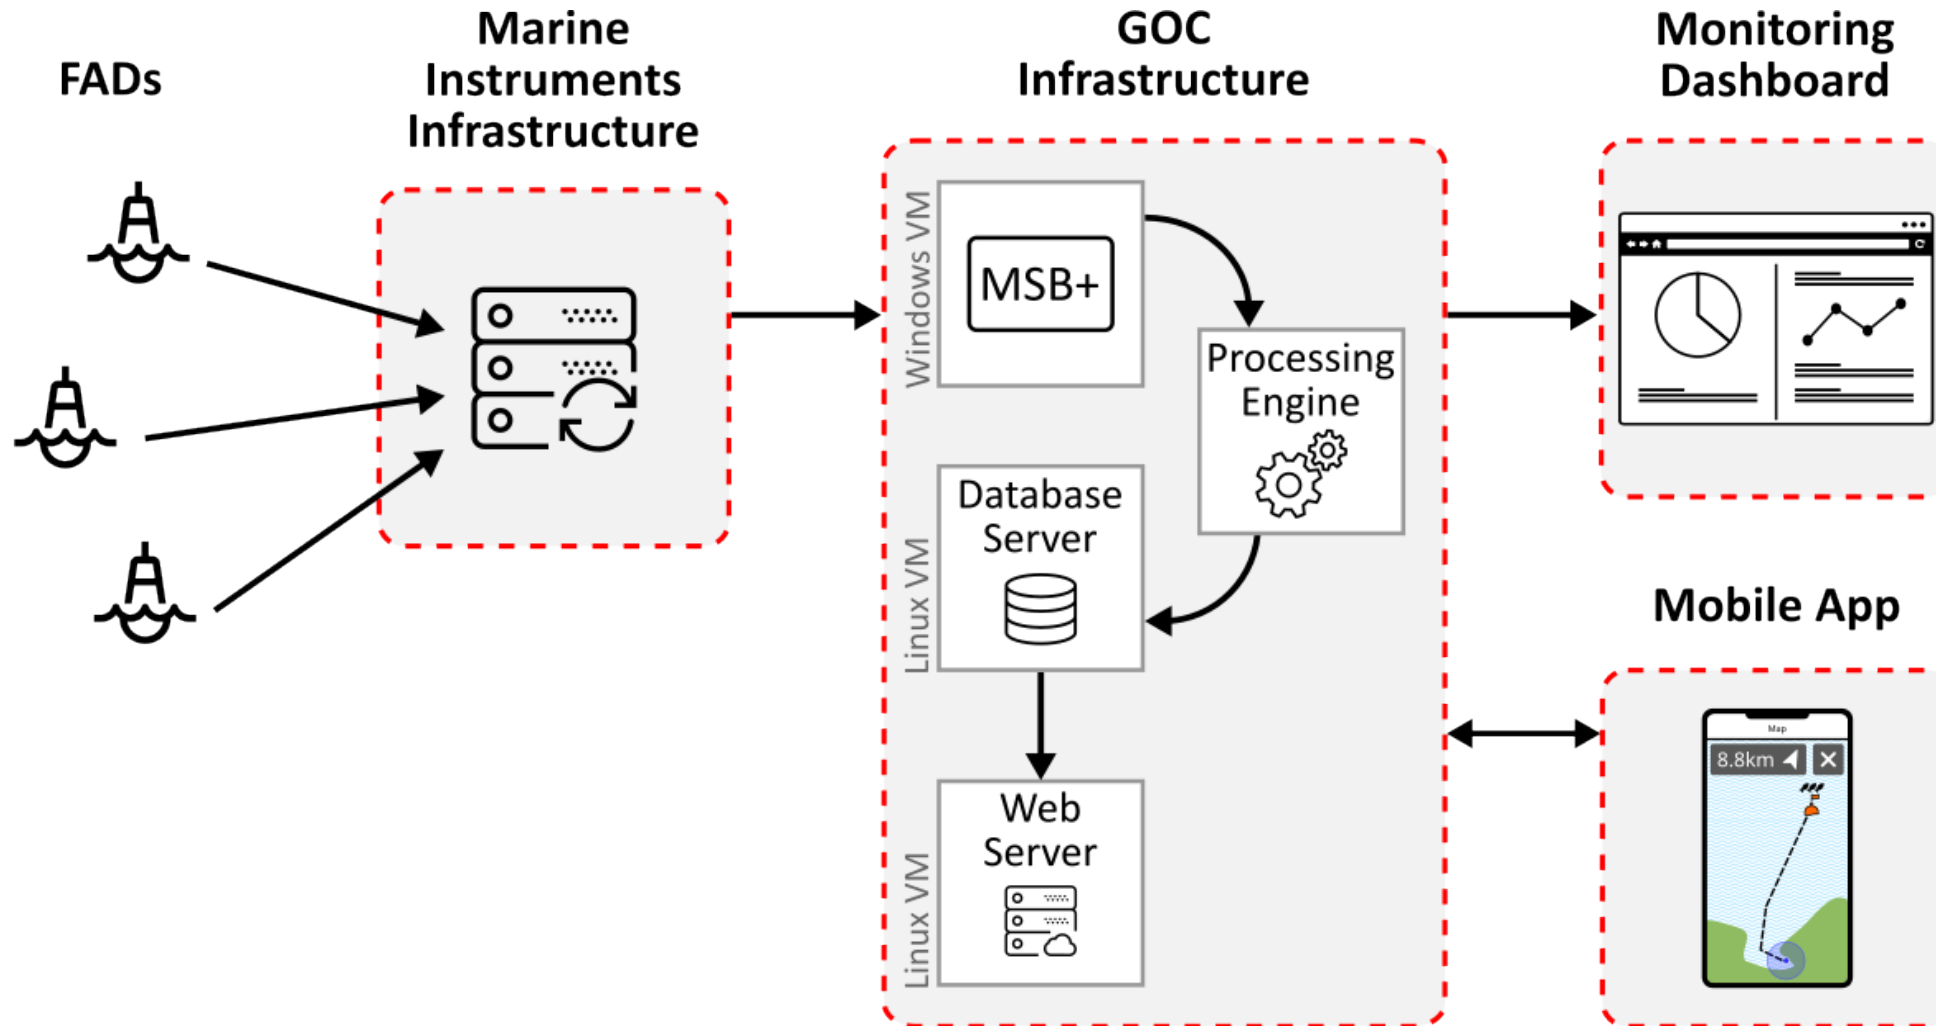 FADs
Marine
Instruments
Infrastructure
GOC
Infrastructure
Monitoring
Dashboard
Windows VM
MSB+
Processing
Engine
Linux VM
Database
Server
Linux VM
Web
Server
Mobile App
Map
8.8km